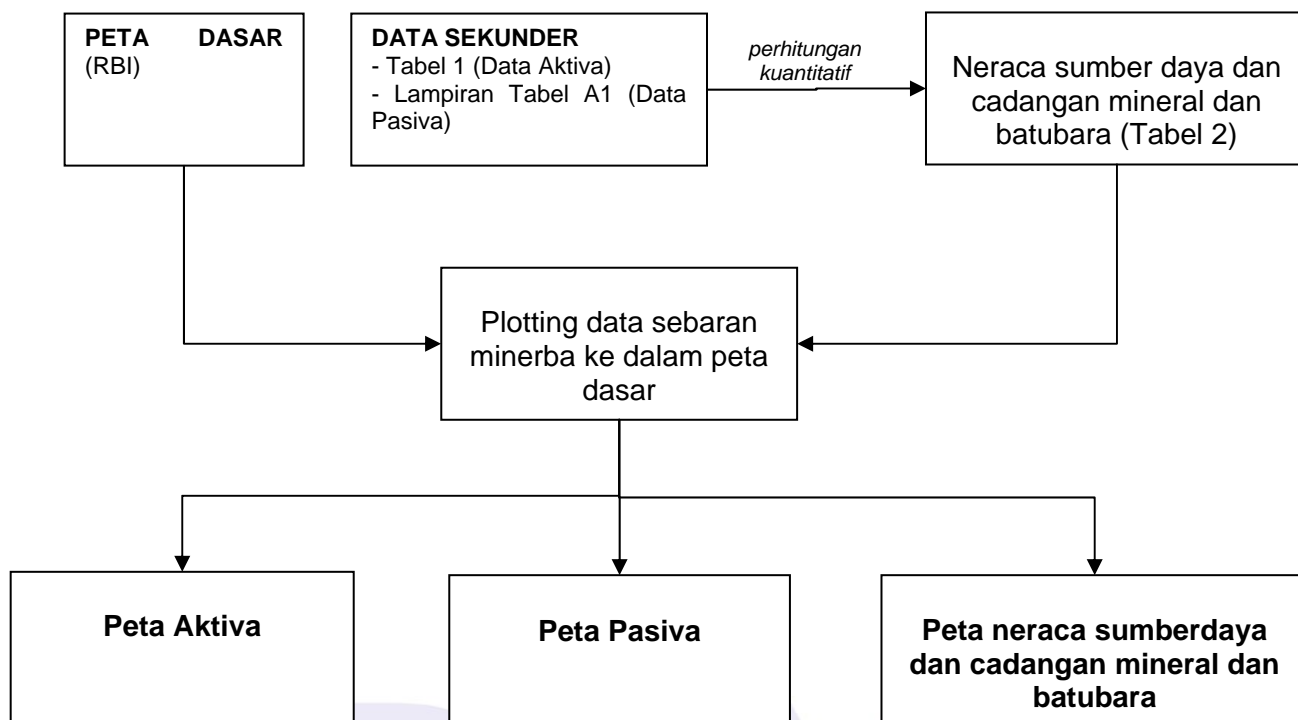 PETA DASAR
(RBI)
DATA SEKUNDER
- Tabel 1 (Data Aktiva)
- Lampiran Tabel A1 (Data
Pasiva)
perhitungan
kuantitatif
Neraca sumber daya dan
cadangan mineral dan
batubara (Tabel 2)
Plotting data sebaran
minerba ke dalam peta
dasar
Peta Aktiva
Peta Pasiva
Peta neraca sumberdaya
dan cadangan mineral dan
batubara